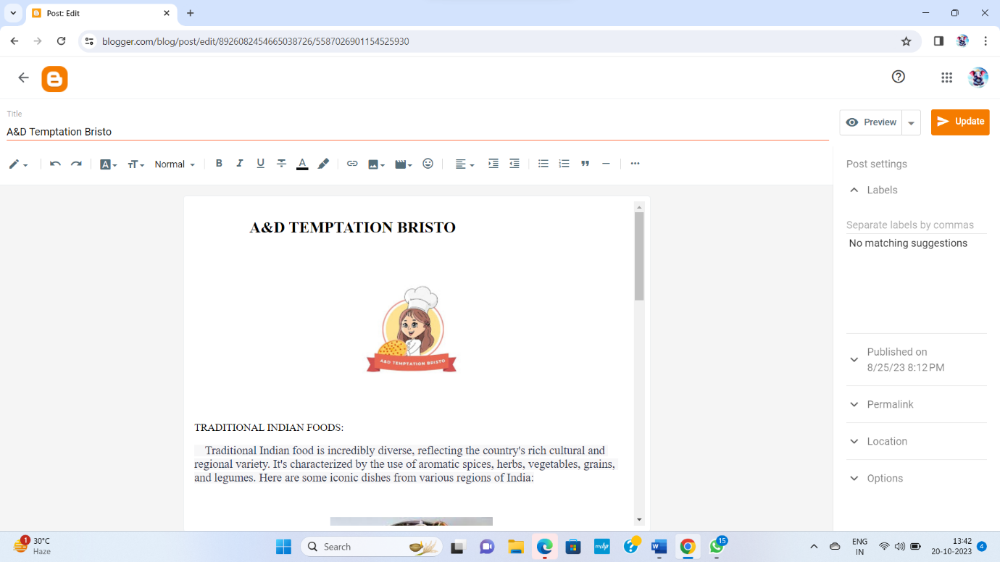 Post: Edit
blogger.com/blog/post/edit/8926082454665038726/5587026901154525930
Title
A&D Temptation Bristo
Preview
Update
Normal
B I U A
Post settings
Labels
Separate labels by commas
No matching suggestions
Published on
8/25/23 8:12 PM
Permalink
Location
Options
A&D TEMPTATION BRISTO
A&D TEMPTATION BRISTO
TRADITIONAL INDIAN FOODS:
Traditional Indian food is incredibly diverse, reflecting the country's rich cultural and
regional variety. It's characterized by the use of aromatic spices, herbs, vegetables, grains,
and legumes. Here are some iconic dishes from various regions of India:
1
30°C
Haze
Search
myhp
15
ENG
IN
13:42
20-10-2023
4